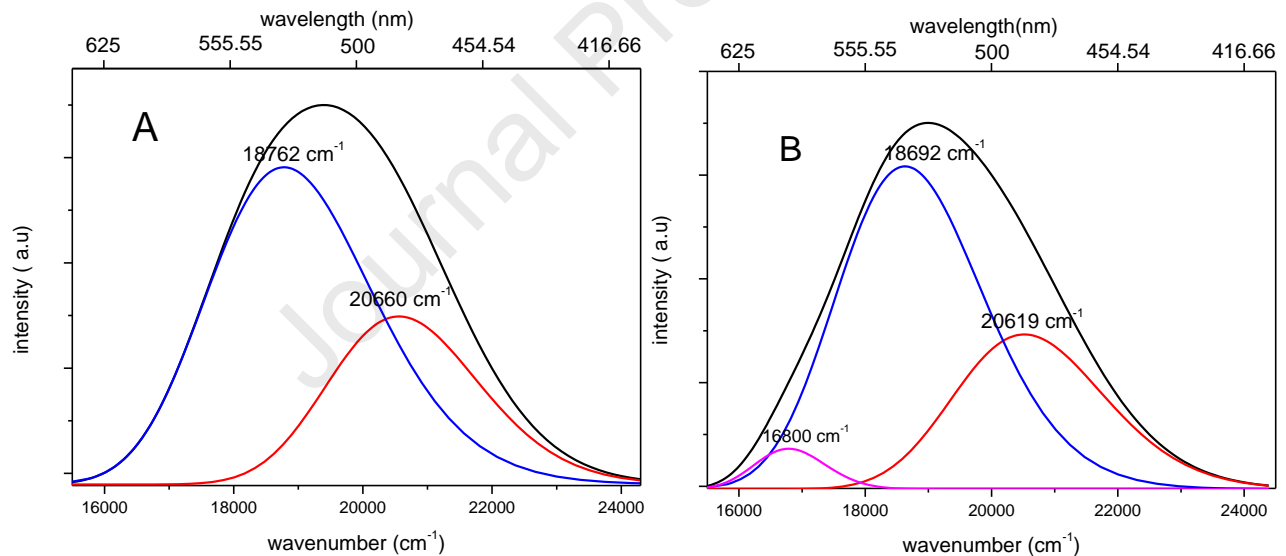 wavelength (nm)
625 555.55 500 454.54 416.66
A
18762 cm⁻¹
20660 cm⁻¹
intensity ( a.u)
16000 18000 20000 22000 24000
wavenumber (cm⁻¹)
wavelength(nm)
625 555.55 500 454.54 416.66
B
18692 cm⁻¹
20619 cm⁻¹
16800 cm⁻¹
intensity ( a.u)
16000 18000 20000 22000 24000
wavenumber (cm⁻¹)
Journal Pr